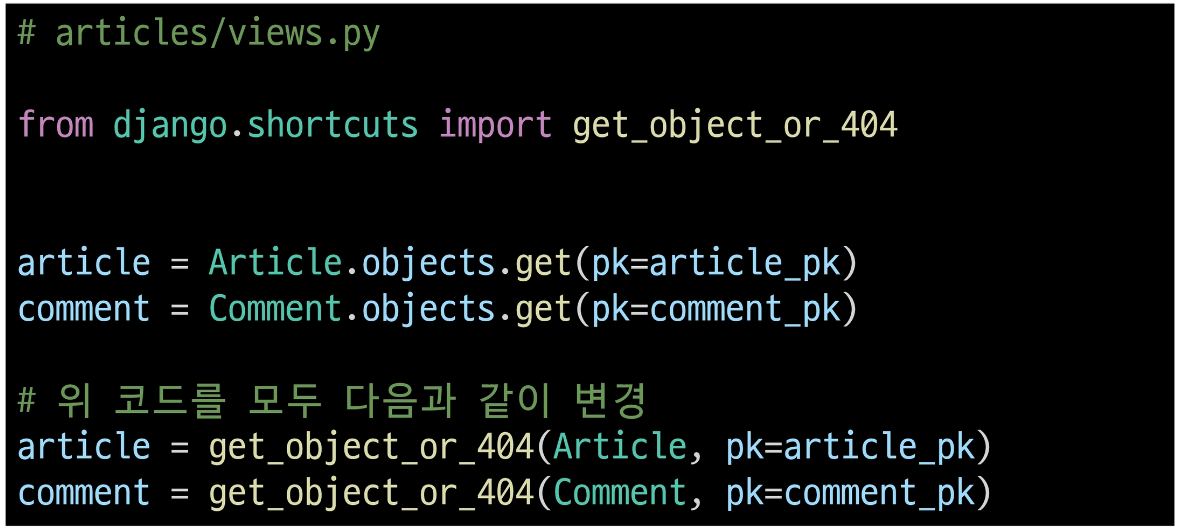 # articles/views.py
from django.shortcuts import get_object_or_404
article = Article.objects.get(pk=article_pk)
comment = Comment.objects.get(pk=comment_pk)
# 위 코드를 모두 다음과 같이 변경
article = get_object_or_404(Article, pk=article_pk)
comment = get_object_or_404(Comment, pk=comment_pk)